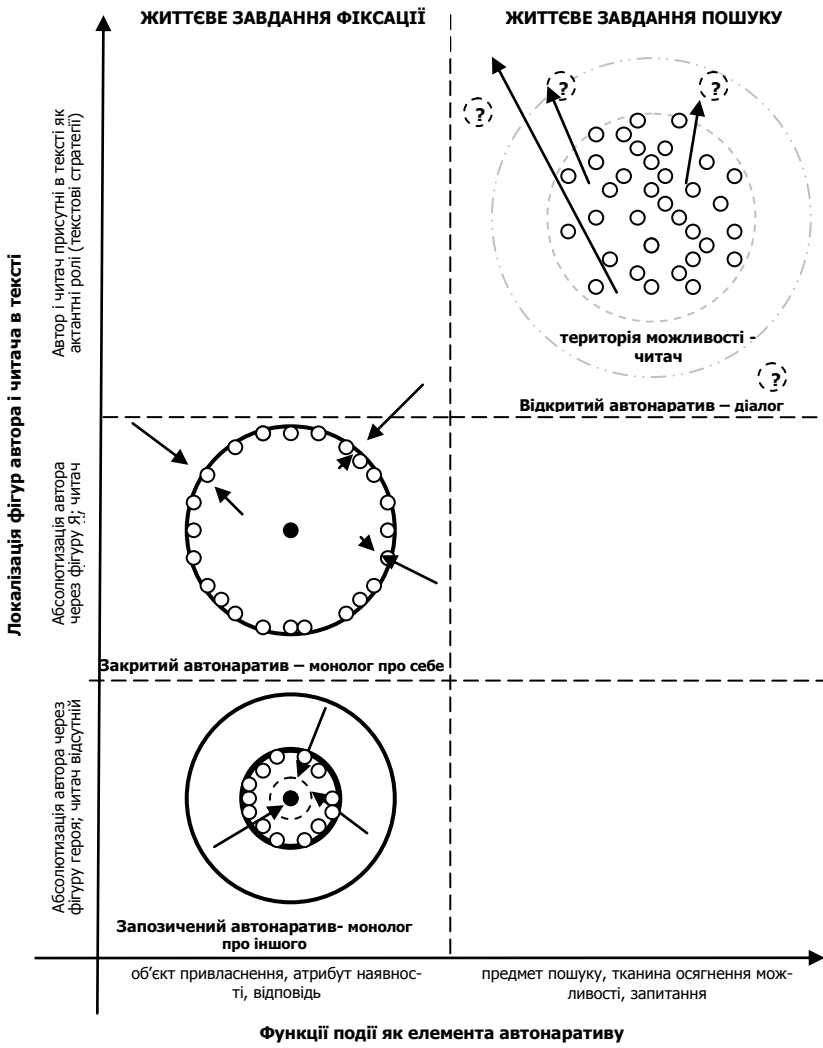 ЖИТТЄВЕ ЗАВДАННЯ ФІКСАЦІЇ
ЖИТТЄВЕ ЗАВДАННЯ ПОШУКУ
Локалізація фігур автора і читача в тексті
Автор і читач присутні в тексті як
актантні ролі (текстові стратегії)
?
?
?
територія можливості -
читач
?
Відкритий автонаратив – діалог
Абсолютизація автора
через фігуру Я; читач
Закритий автонаратив – монолог про себе
Абсолютизація автора через
фігуру героя; читач відсутній
Запозичений автонаратив- монолог
про іншого
об’єкт привласнення, атрибут наявнос-
ті, відповідь
предмет пошуку, тканина осягнення мож-
ливості, запитання
Функції події як елемента автонаративу